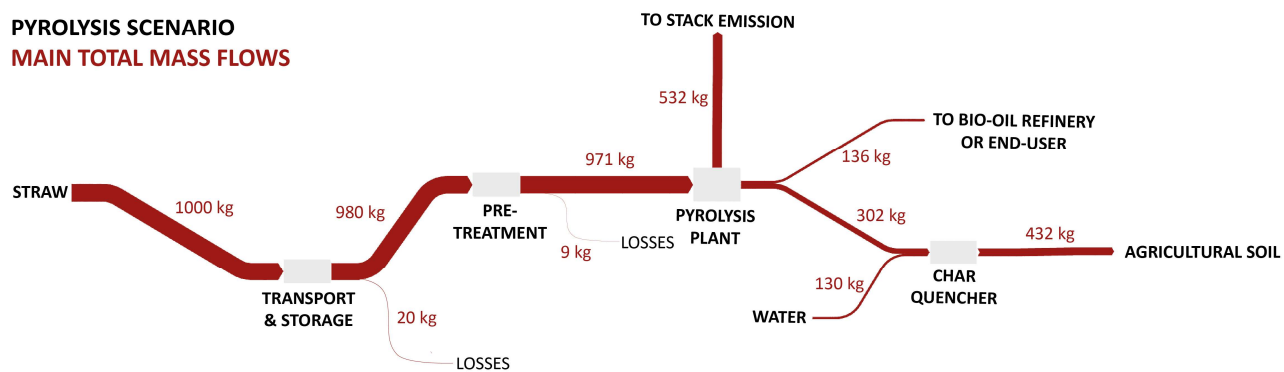 PYROLYSIS SCENARIO
MAIN TOTAL MASS FLOWS
TO STACK EMISSION
532 kg
TO BIO-OIL REFINERY
OR END-USER
136 kg
971 kg
STRAW
1000 kg
980 kg
PRE-
TREATMENT
PYROLYSIS
PLANT
302 kg
432 kg
LOSSES
9 kg
AGRICULTURAL SOIL
CHAR
QUENCHER
130 kg
WATER
TRANSPORT
& STORAGE
20 kg
LOSSES